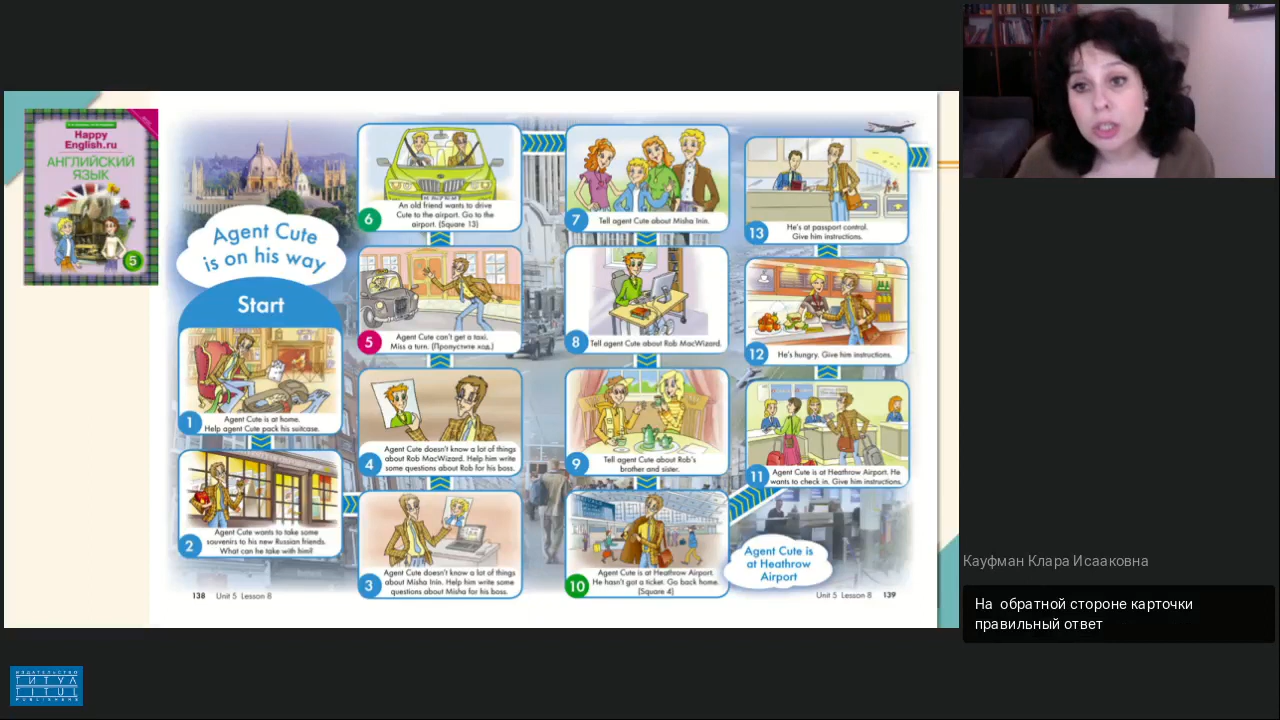 Happy
English.ru
АНГЛИЙСКИЙ
ЯЗЫК
5
Agent Cute
is on his way
Start
1
Agent Cute is at home.
Help agent Cute pack his suitcase.
2
Agent Cute wants to take some
souvenirs to his new Russian friends.
What can he take with him?
3
Agent Cute doesn't know a lot of things
about Misha Inin. Help him write some
questions about Misha for his boss.
4
Agent Cute doesn't know a lot of things
about Rob MacWizard. Help him write
some questions about Rob for his boss.
5
Agent Cute can't get a taxi.
Miss a turn. (Пропустите ход.)
6
An old friend wants to drive
Cute to the airport. Go to the
airport. (Square 13)
7
Tell agent Cute about Misha Inin.
8
Tell agent Cute about Rob MacWizard.
9
Tell agent Cute about Rob's
brother and sister.
10
Agent Cute is at Heathrow Airport.
He hasn't got a ticket. Go back home.
(Square 4)
Agent Cute is
at Heathrow
Airport
11
Agent Cute is at Heathrow Airport. He
wants to check in. Give him instructions.
12
He's hungry. Give him instructions.
13
He's at passport control.
Give him instructions.
138 Unit 5 Lesson 8
Unit 5 Lesson 8 139
Кауфман Клара Исааковна
На обратной стороне карточки
правильный ответ
ИЗДАТЕЛЬСТВО
ТИТУЛ
TITUL
PUBLISHERS